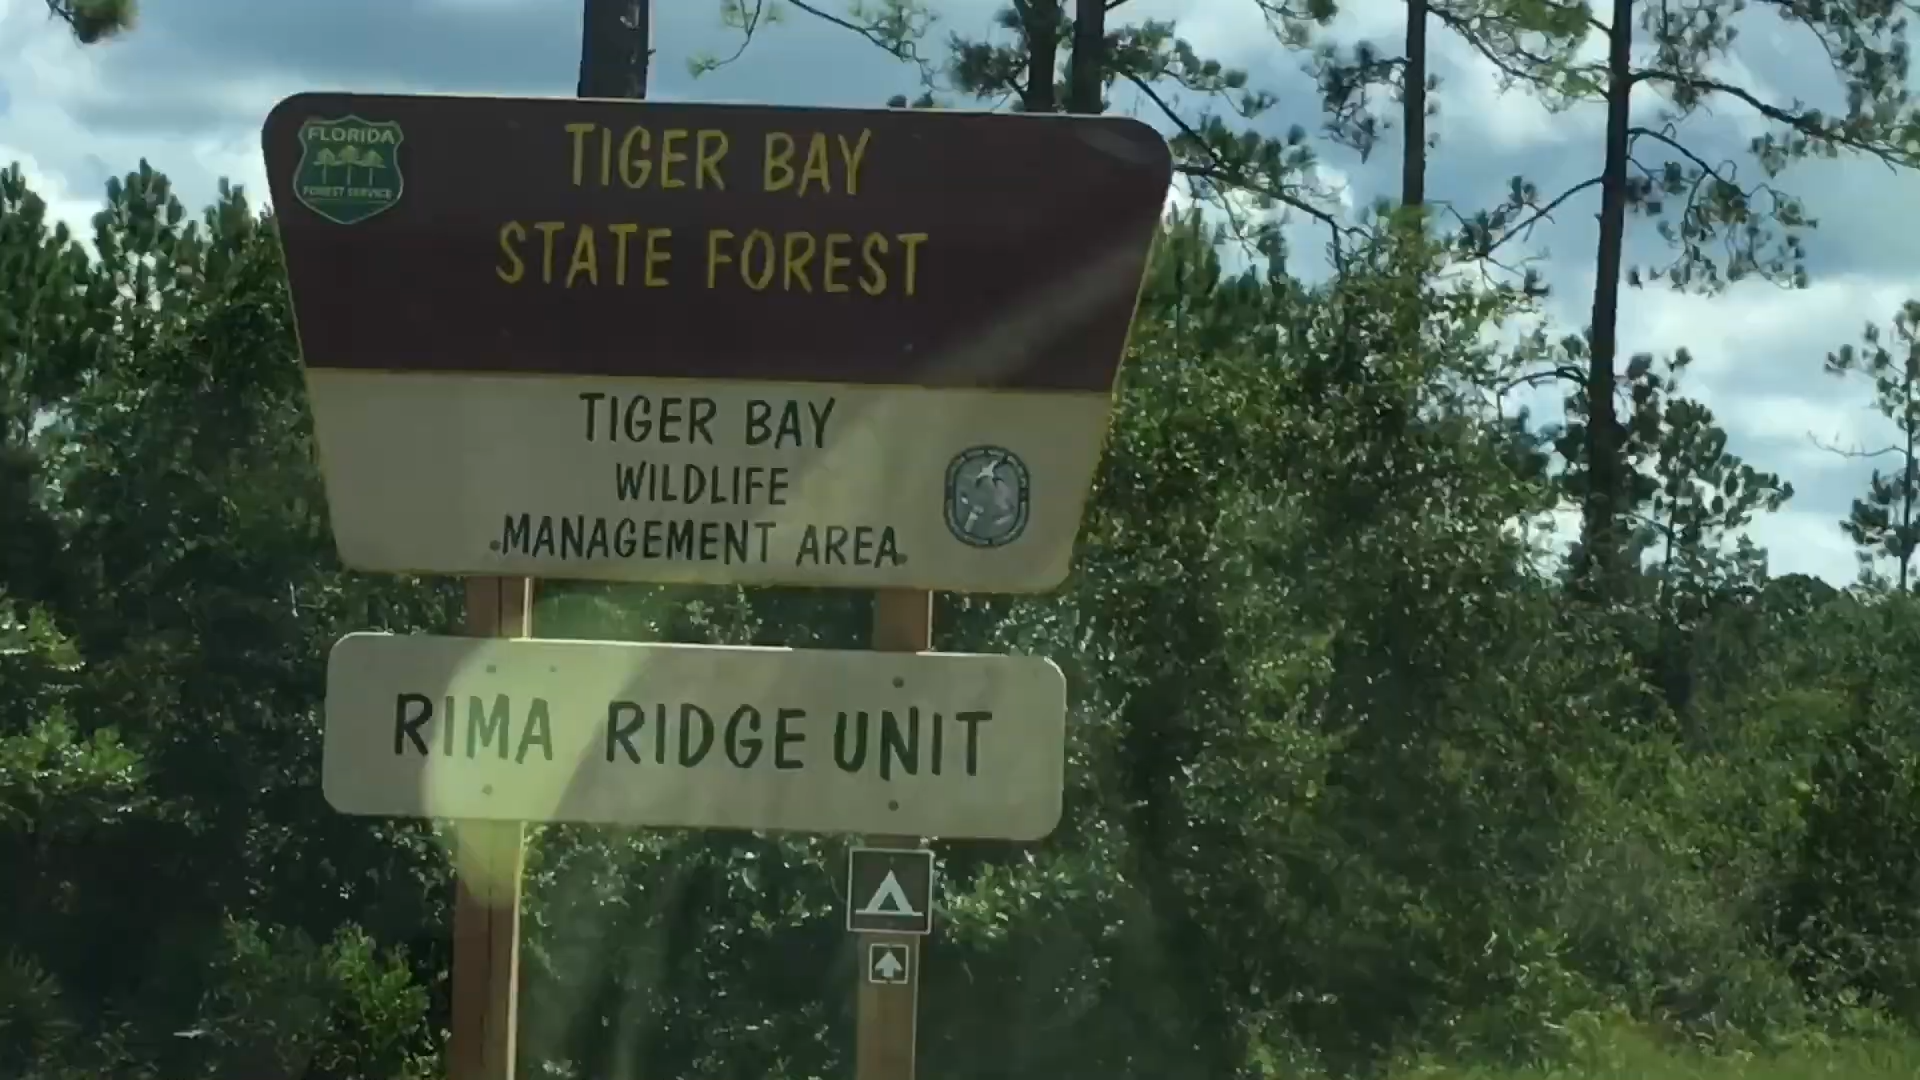 FLORIDA
FOREST SERVICE
TIGER BAY
STATE FOREST
TIGER BAY
WILDLIFE
MANAGEMENT AREA
RIMA RIDGE UNIT